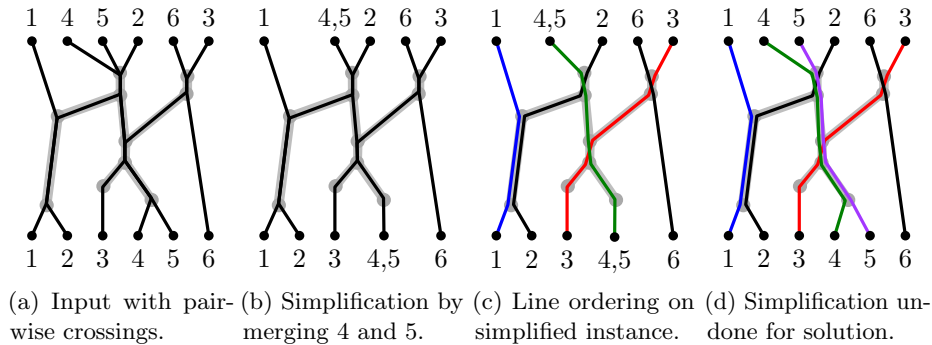 1 4 5 2 6 3
1 2 3 4 5 6
(a) Input with pair-
wise crossings.
1 4,5 2 6 3
1 2 3 4,5 6
(b) Simplification by
merging 4 and 5.
1 4,5 2 6 3
1 2 3 4,5 6
(c) Line ordering on
simplified instance.
1 4 5 2 6 3
1 2 3 4 5 6
(d) Simplification un-
done for solution.